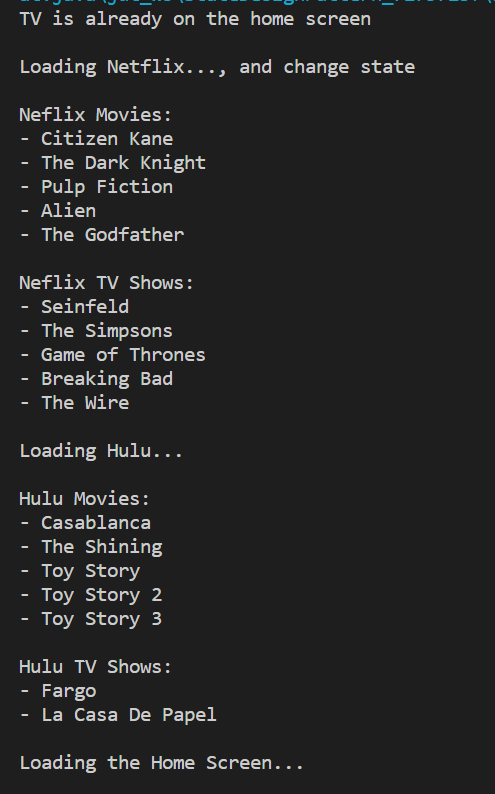 TV is already on the home screen
Loading Netflix..., and change state
Neflix Movies:
- Citizen Kane
- The Dark Knight
- Pulp Fiction
- Alien
- The Godfather
Neflix TV Shows:
- Seinfeld
- The Simpsons
- Game of Thrones
- Breaking Bad
- The Wire
Loading Hulu...
Hulu Movies:
- Casablanca
- The Shining
- Toy Story
- Toy Story 2
- Toy Story 3
Hulu TV Shows:
- Fargo
- La Casa De Papel
Loading the Home Screen...